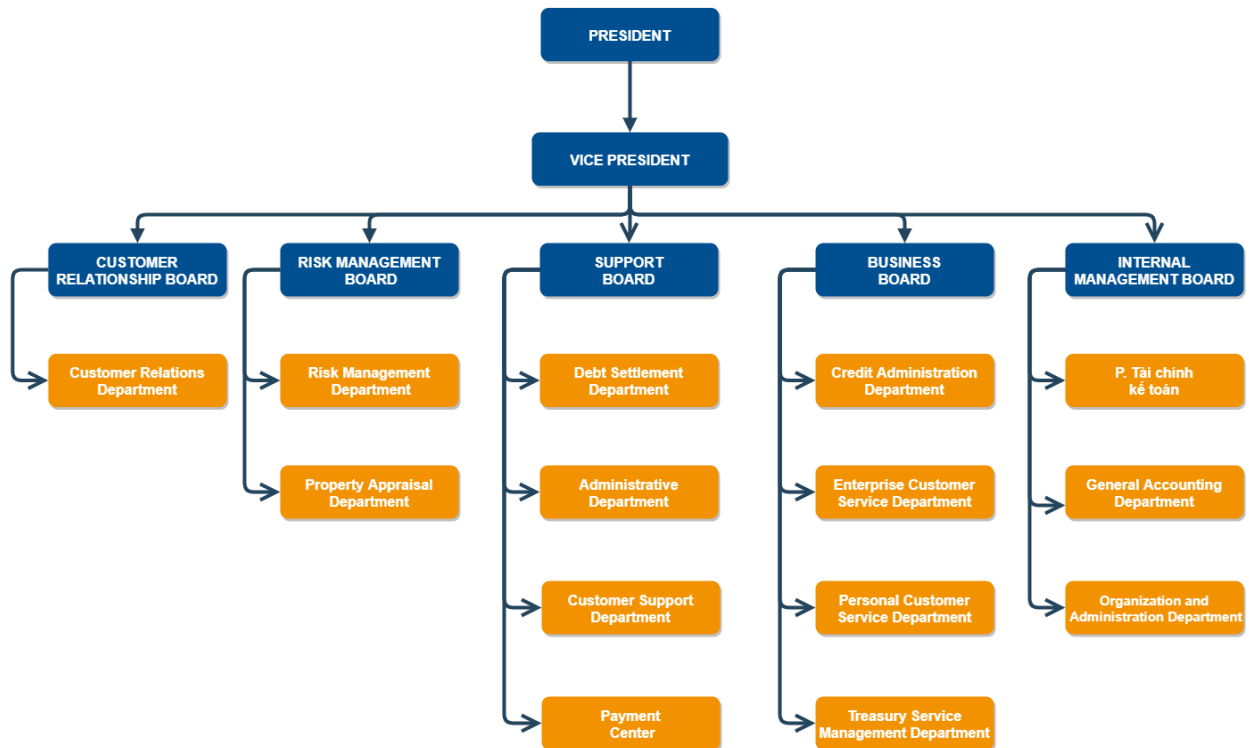 PRESIDENT
VICE PRESIDENT
CUSTOMER
RELATIONSHIP BOARD
RISK MANAGEMENT
BOARD
SUPPORT
BOARD
BUSINESS
BOARD
INTERNAL
MANAGEMENT BOARD
Customer Relations
Department
Risk Management
Department
Debt Settlement
Department
Credit Administration
Department
P. Tài chính
kế toán
Property Appraisal
Department
Administrative
Department
Enterprise Customer
Service Department
General Accounting
Department
Customer Support
Department
Personal Customer
Service Department
Organization and
Administration Department
Payment
Center
Treasury Service
Management Department